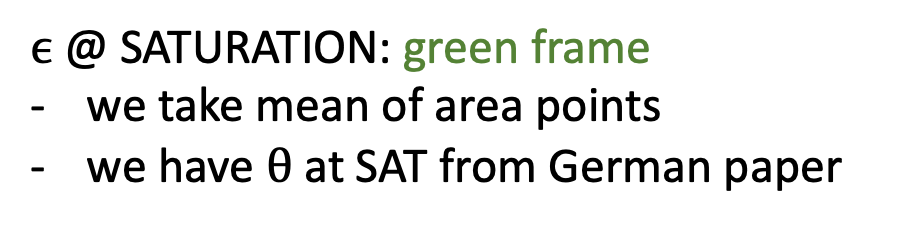 ϵ @ SATURATION: green frame
- we take mean of area points
- we have θ at SAT from German paper